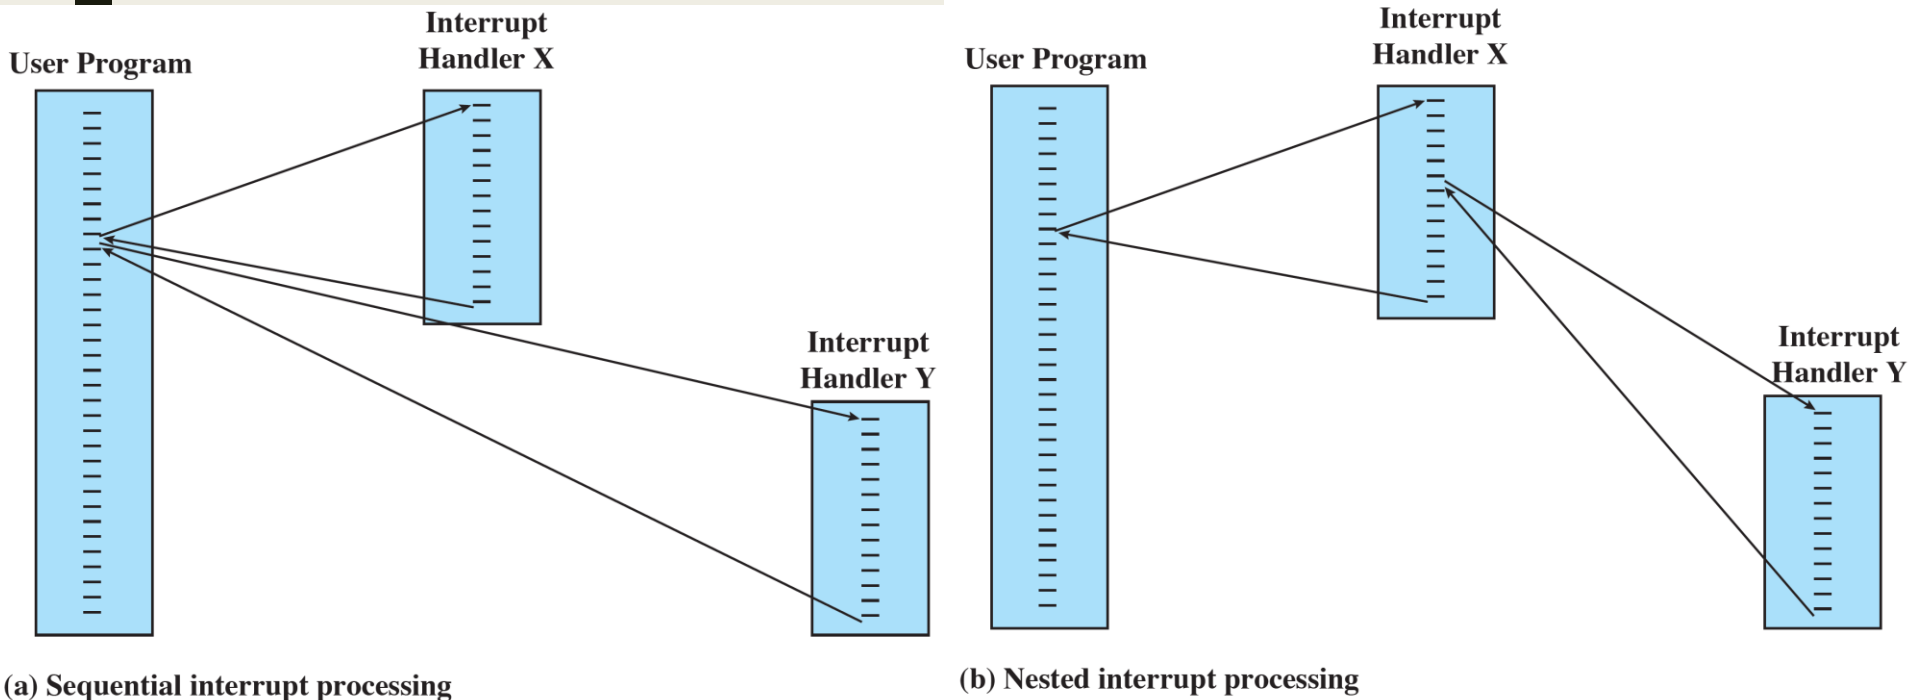 User Program
Interrupt
Handler X
Interrupt
Handler Y
(a) Sequential interrupt processing
User Program
Interrupt
Handler X
Interrupt
Handler Y
(b) Nested interrupt processing